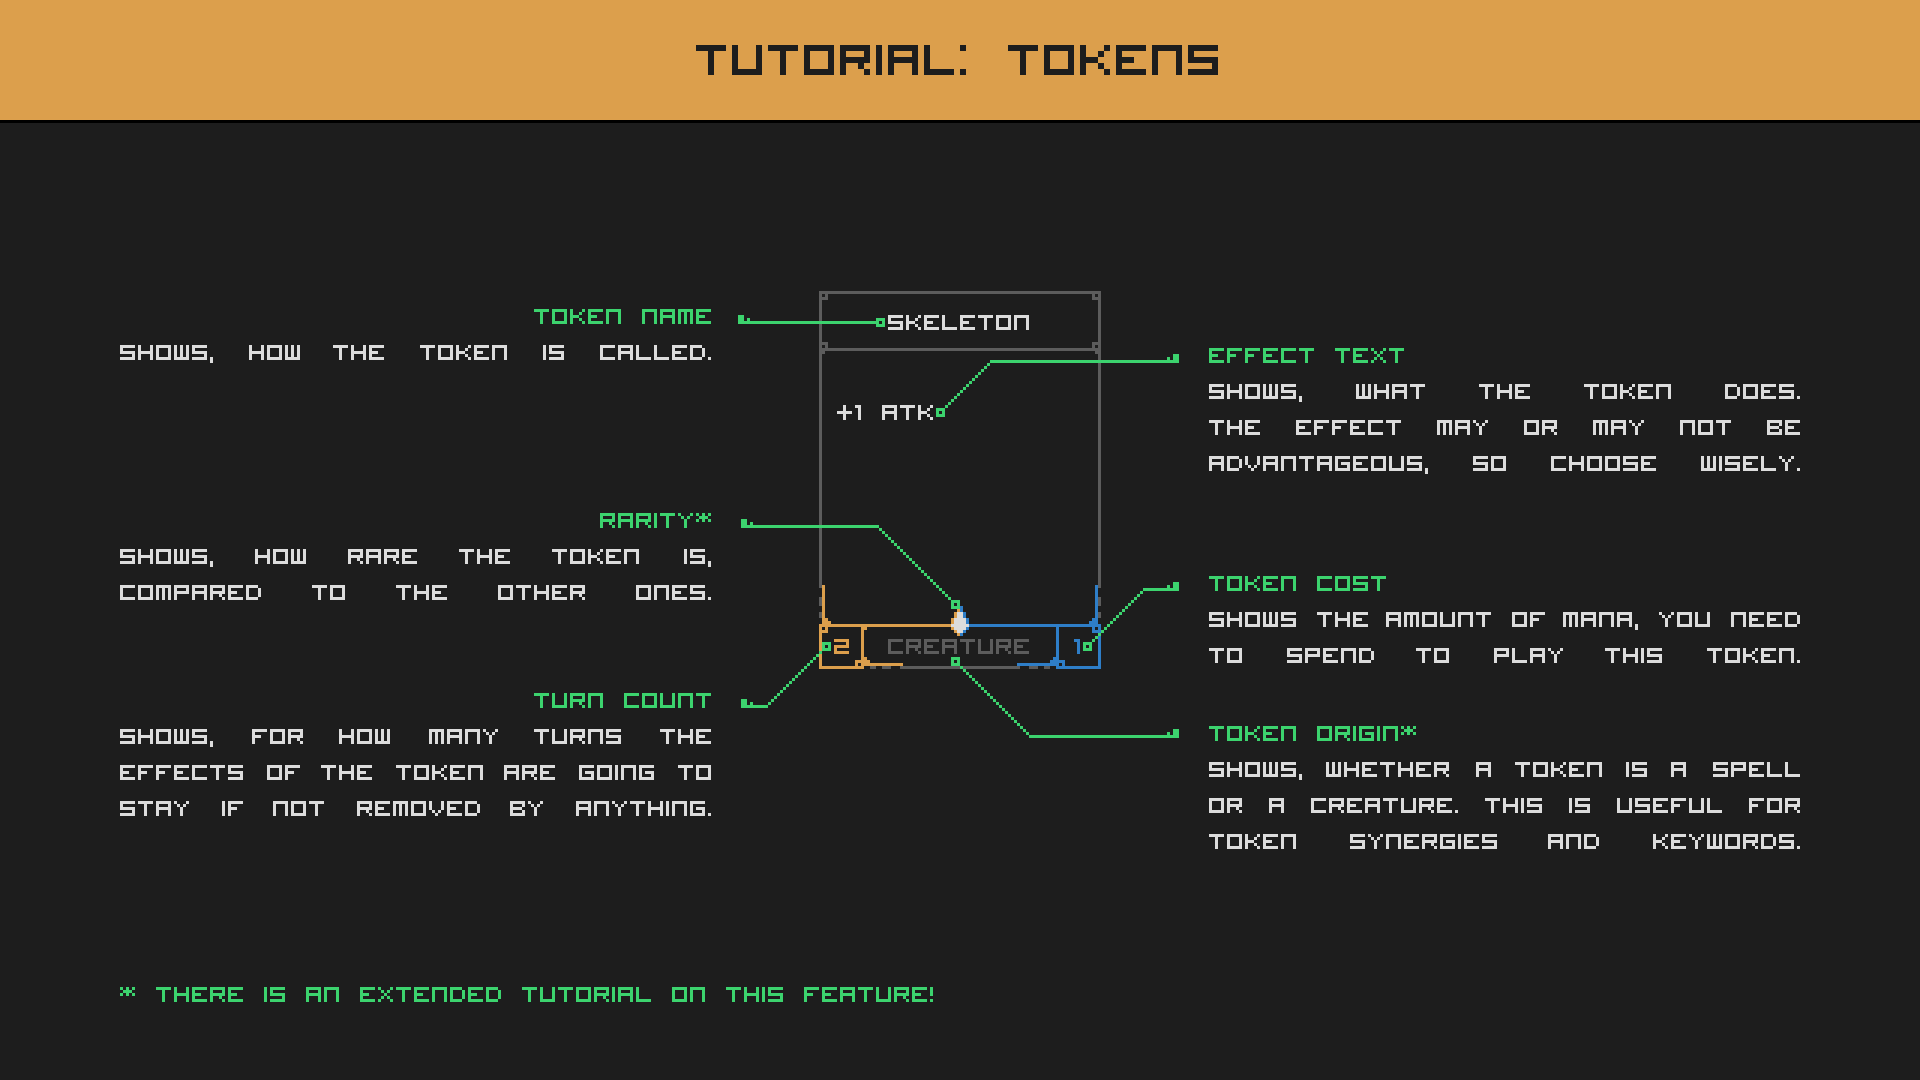 TUTORIAL: TOKENS
TOKEN NAME
SHOWS, HOW THE TOKEN IS CALLED.
RARITY*
SHOWS, HOW RARE THE TOKEN IS,
COMPARED TO THE OTHER ONES.
TURN COUNT
SHOWS, FOR HOW MANY TURNS THE
EFFECTS OF THE TOKEN ARE GOING TO
STAY IF NOT REMOVED BY ANYTHING.
SKELETON
+1 ATK
2 CREATURE 1
EFFECT TEXT
SHOWS, WHAT THE TOKEN DOES.
THE EFFECT MAY OR MAY NOT BE
ADVANTAGEOUS, SO CHOOSE WISELY.
TOKEN COST
SHOWS THE AMOUNT OF MANA, YOU NEED
TO SPEND TO PLAY THIS TOKEN.
TOKEN ORIGIN*
SHOWS, WHETHER A TOKEN IS A SPELL
OR A CREATURE. THIS IS USEFUL FOR
TOKEN SYNERGIES AND KEYWORDS.
* THERE IS AN EXTENDED TUTORIAL ON THIS FEATURE!